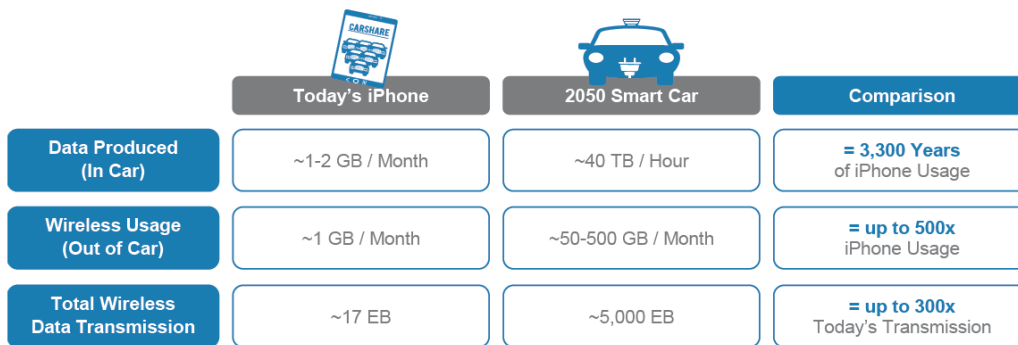 CARSHARE
Today's iPhone
2050 Smart Car
Comparison
Data Produced
(In Car)
~1-2 GB / Month
~40 TB / Hour
= 3,300 Years
of iPhone Usage
Wireless Usage
(Out of Car)
~1 GB / Month
~50-500 GB / Month
= up to 500x
iPhone Usage
Total Wireless
Data Transmission
~17 EB
~5,000 EB
= up to 300x
Today's Transmission